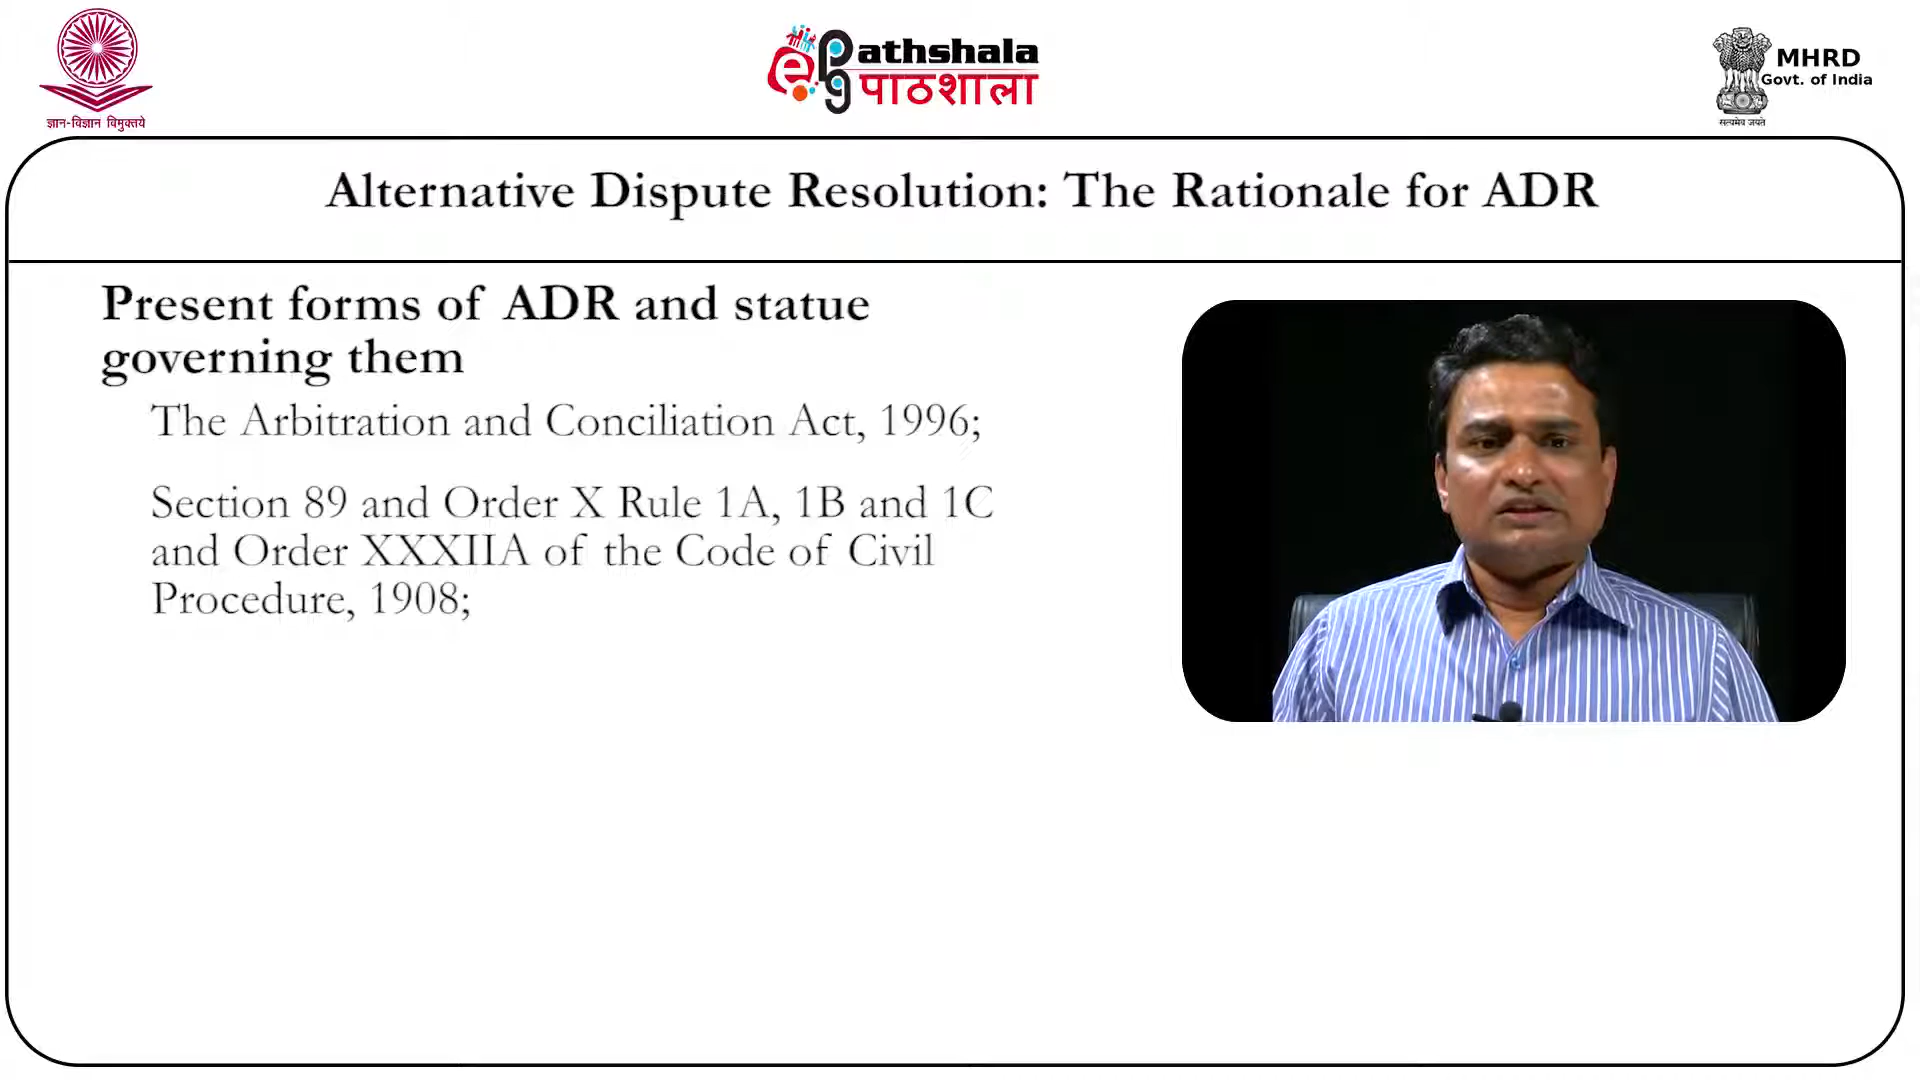 ज्ञान-विज्ञान विमुक्तये
e pg Pathshala
पाठशाला
MHRD
Govt. of India
सत्यमेव जयते
Alternative Dispute Resolution: The Rationale for ADR
Present forms of ADR and statue
governing them
The Arbitration and Conciliation Act, 1996;
Section 89 and Order X Rule 1A, 1B and 1C
and Order XXXIIA of the Code of Civil
Procedure, 1908;